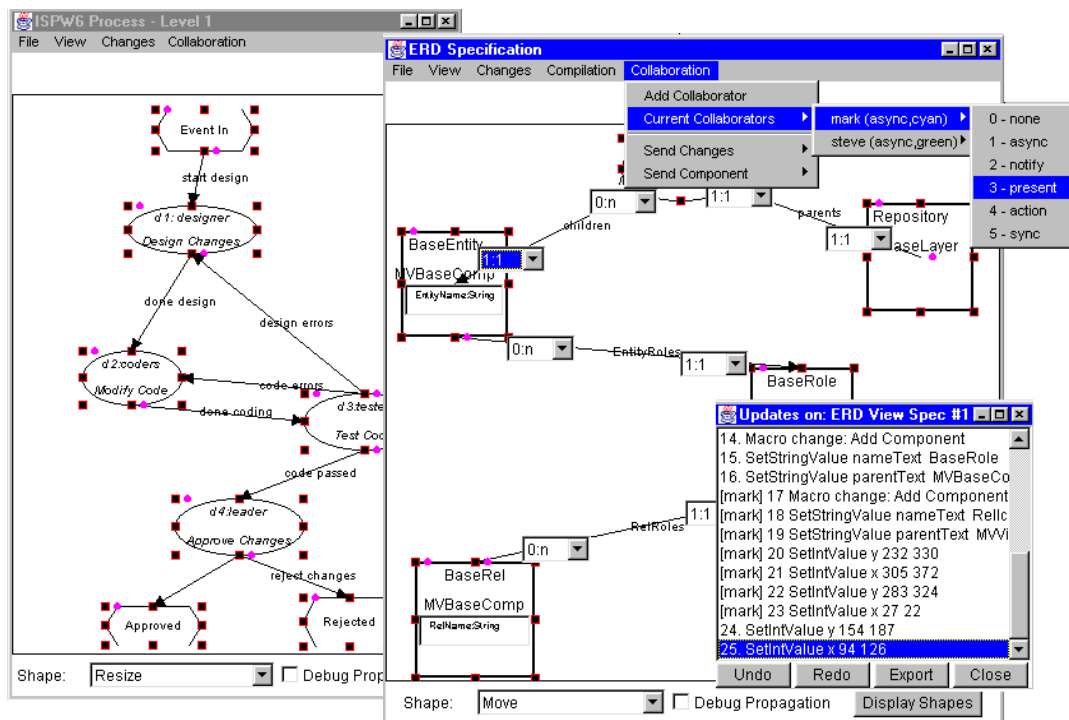 ISPW6 Process - Level 1
File View Changes Collaboration
Event In
start design
d1: designer
Design Changes
done design
design errors
d2:coders
Modify Code
code errors
done coding
d3:teste
Test Co
code passed
d4:leader
Approve Changes
reject changes
Approved
Rejected
Shape: Resize Debug Prop
ERD Specification
File View Changes Compilation Collaboration
Add Collaborator
Current Collaborators
Send Changes
Send Component
mark (async,cyan)
steve (async,green)
0 - none
1 - async
2 - notify
3 - present
4 - action
5 - sync
0:n
1:1
children
parents
1:1
Repository
aseLayer
BaseEntity
1:1
MVBaseComp
EntityName:String
0:n
EntityRoles
1:1
BaseRole
RelRoles
1:1
0:n
BaseRel
MVBaseComp
RelName:String
Updates on: ERD View Spec #1
14. Macro change: Add Component
15. SetStringValue nameText BaseRole
16. SetStringValue parentText MVBaseCo
[mark] 17 Macro change: Add Component
[mark] 18 SetStringValue nameText RelIc
[mark] 19 SetStringValue parentText MVVi
[mark] 20 SetIntValue y 232 330
[mark] 21 SetIntValue x 305 372
[mark] 22 SetIntValue y 283 324
[mark] 23 SetIntValue x 27 22
24. SetIntValue y 154 187
25. SetIntValue x 94 126
Undo Redo Export Close
Shape: Move Debug Propagation Display Shapes